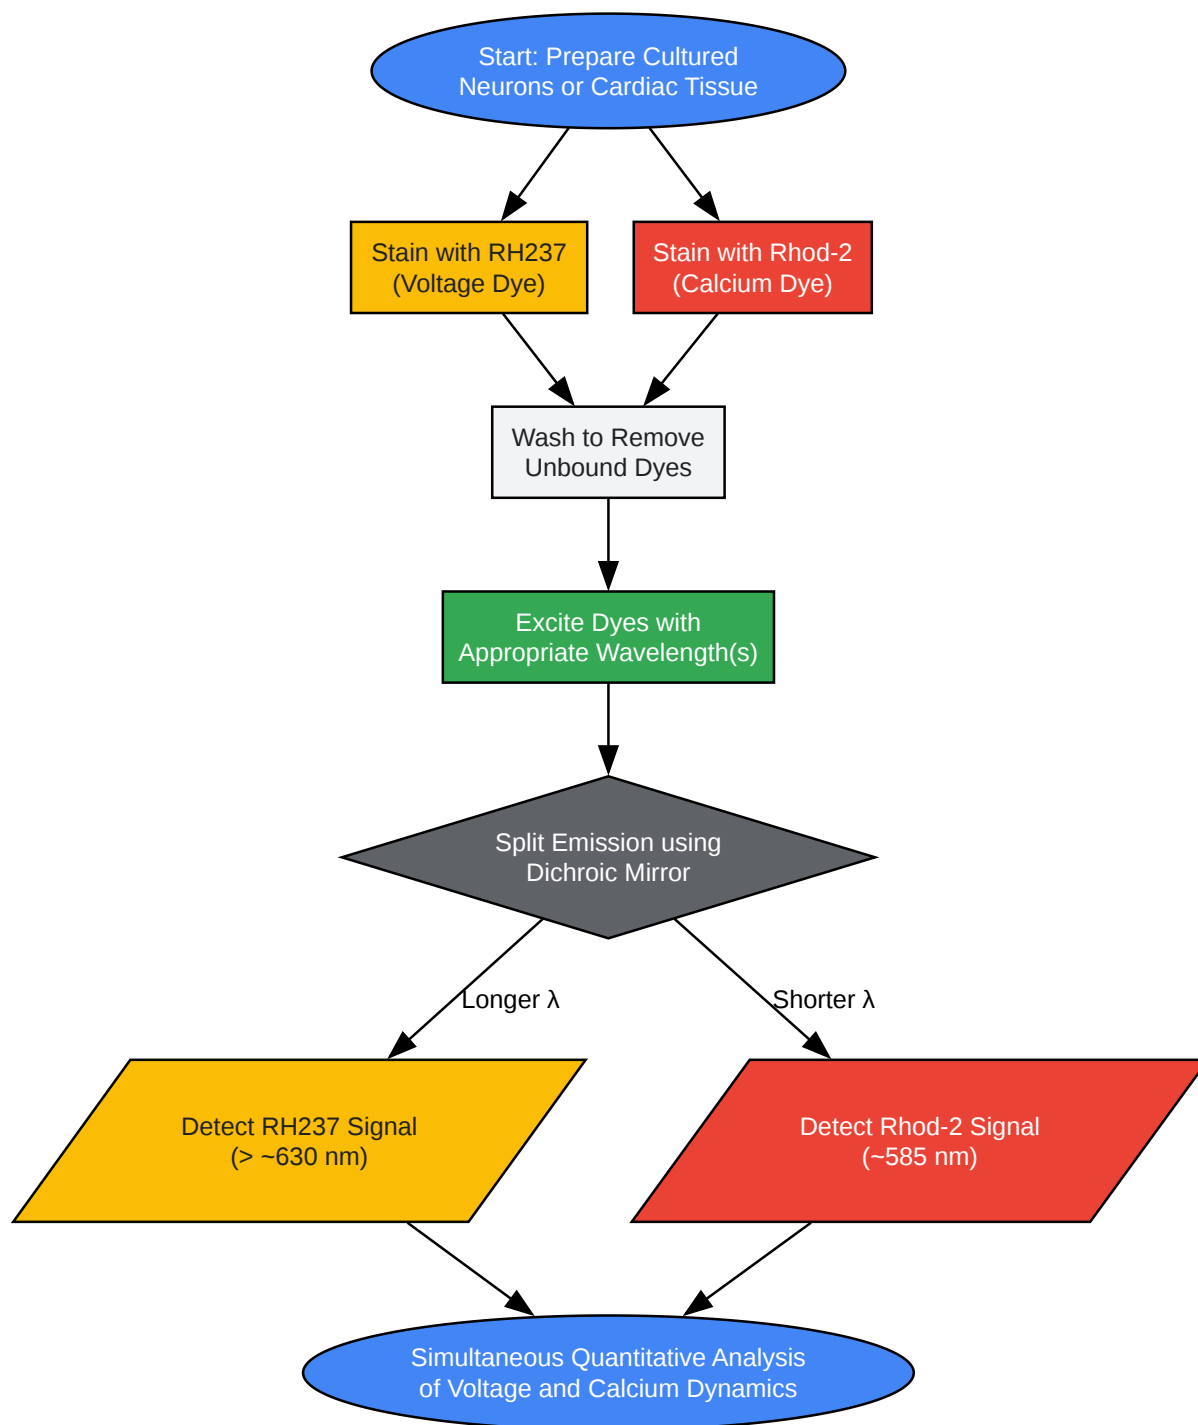 Start: Prepare Cultured
Neurons or Cardiac Tissue
Stain with RH237
(Voltage Dye)
Stain with Rhod-2
(Calcium Dye)
Wash to Remove
Unbound Dyes
Excite Dyes with
Appropriate Wavelength(s)
Split Emission using
Dichroic Mirror
Longer λ
Shorter λ
Detect RH237 Signal
(> ~630 nm)
Detect Rhod-2 Signal
(~585 nm)
Simultaneous Quantitative Analysis
of Voltage and Calcium Dynamics